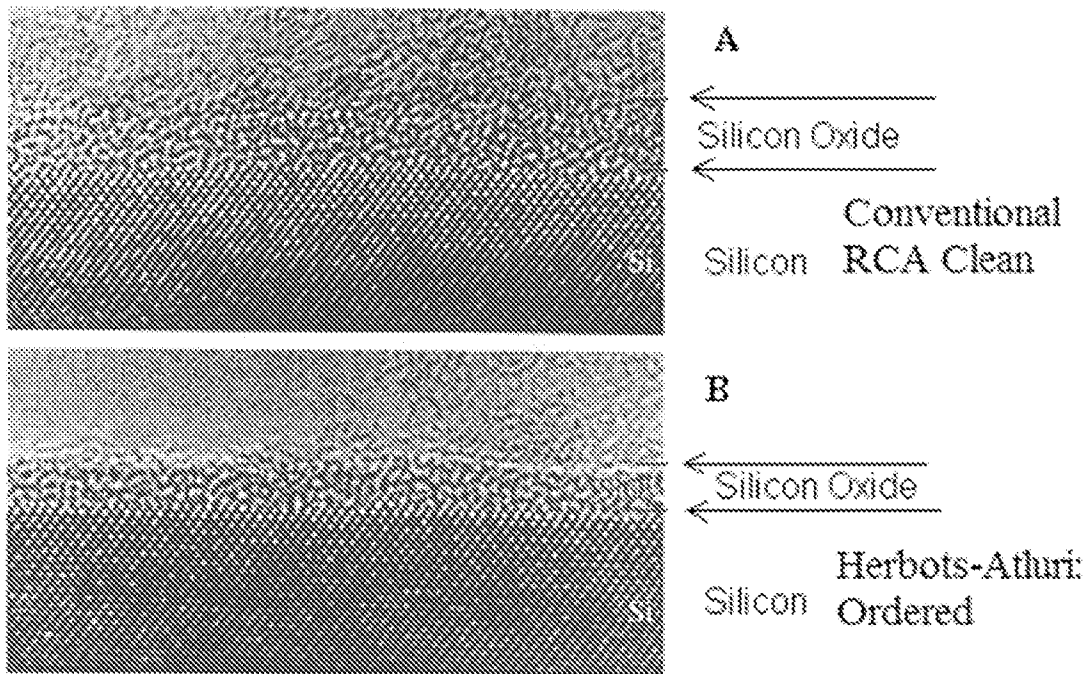 A
Silicon Oxide
Conventional
Silicon RCA Clean
Si
B
Silicon Oxide
Herbots-Atluri:
Silicon Ordered
Si